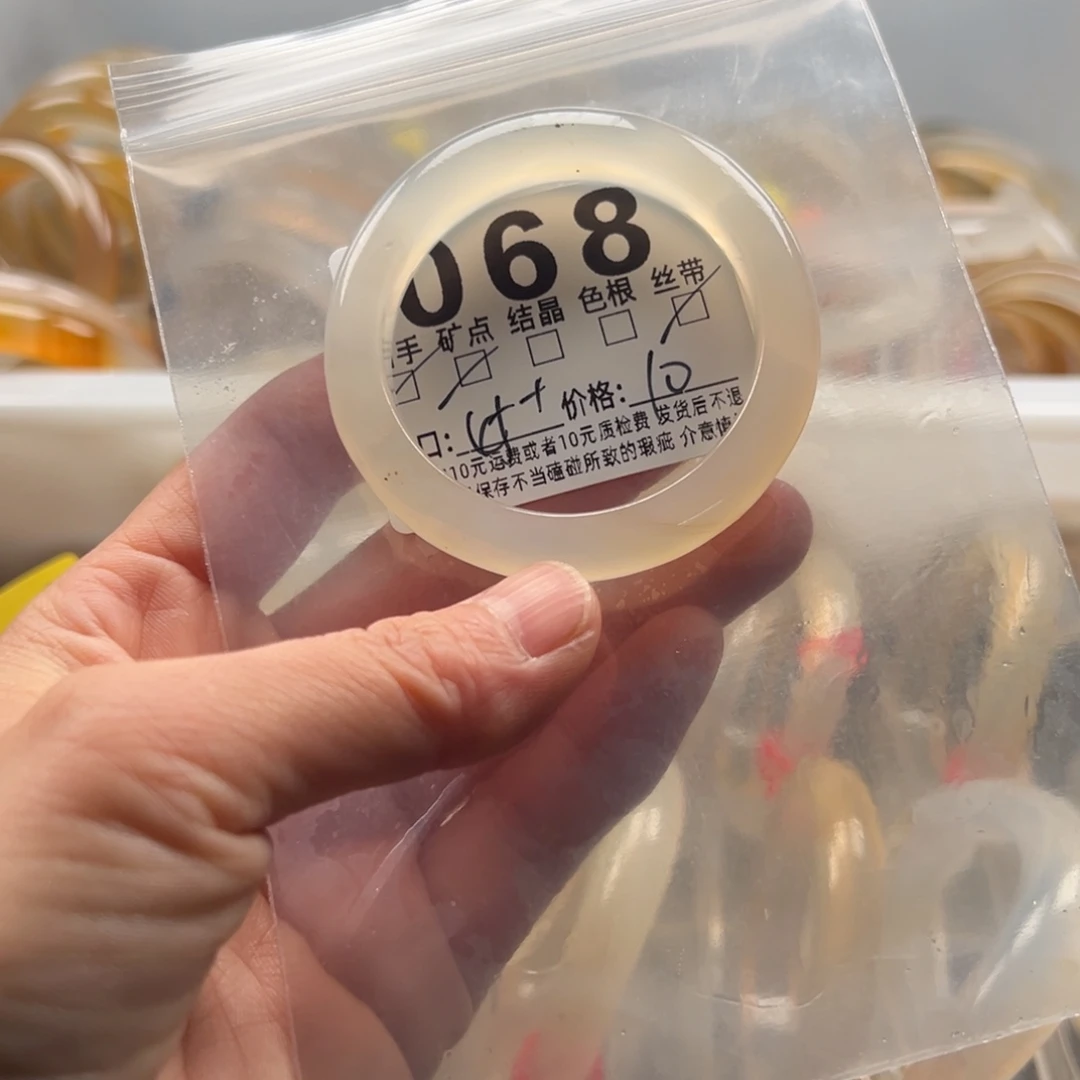 068
手 矿点 结晶 色根 丝带
口: 价格: 10
10元运费或者10元质检费 发货后不退
保存不当磕碰所致的瑕疵 介意慎